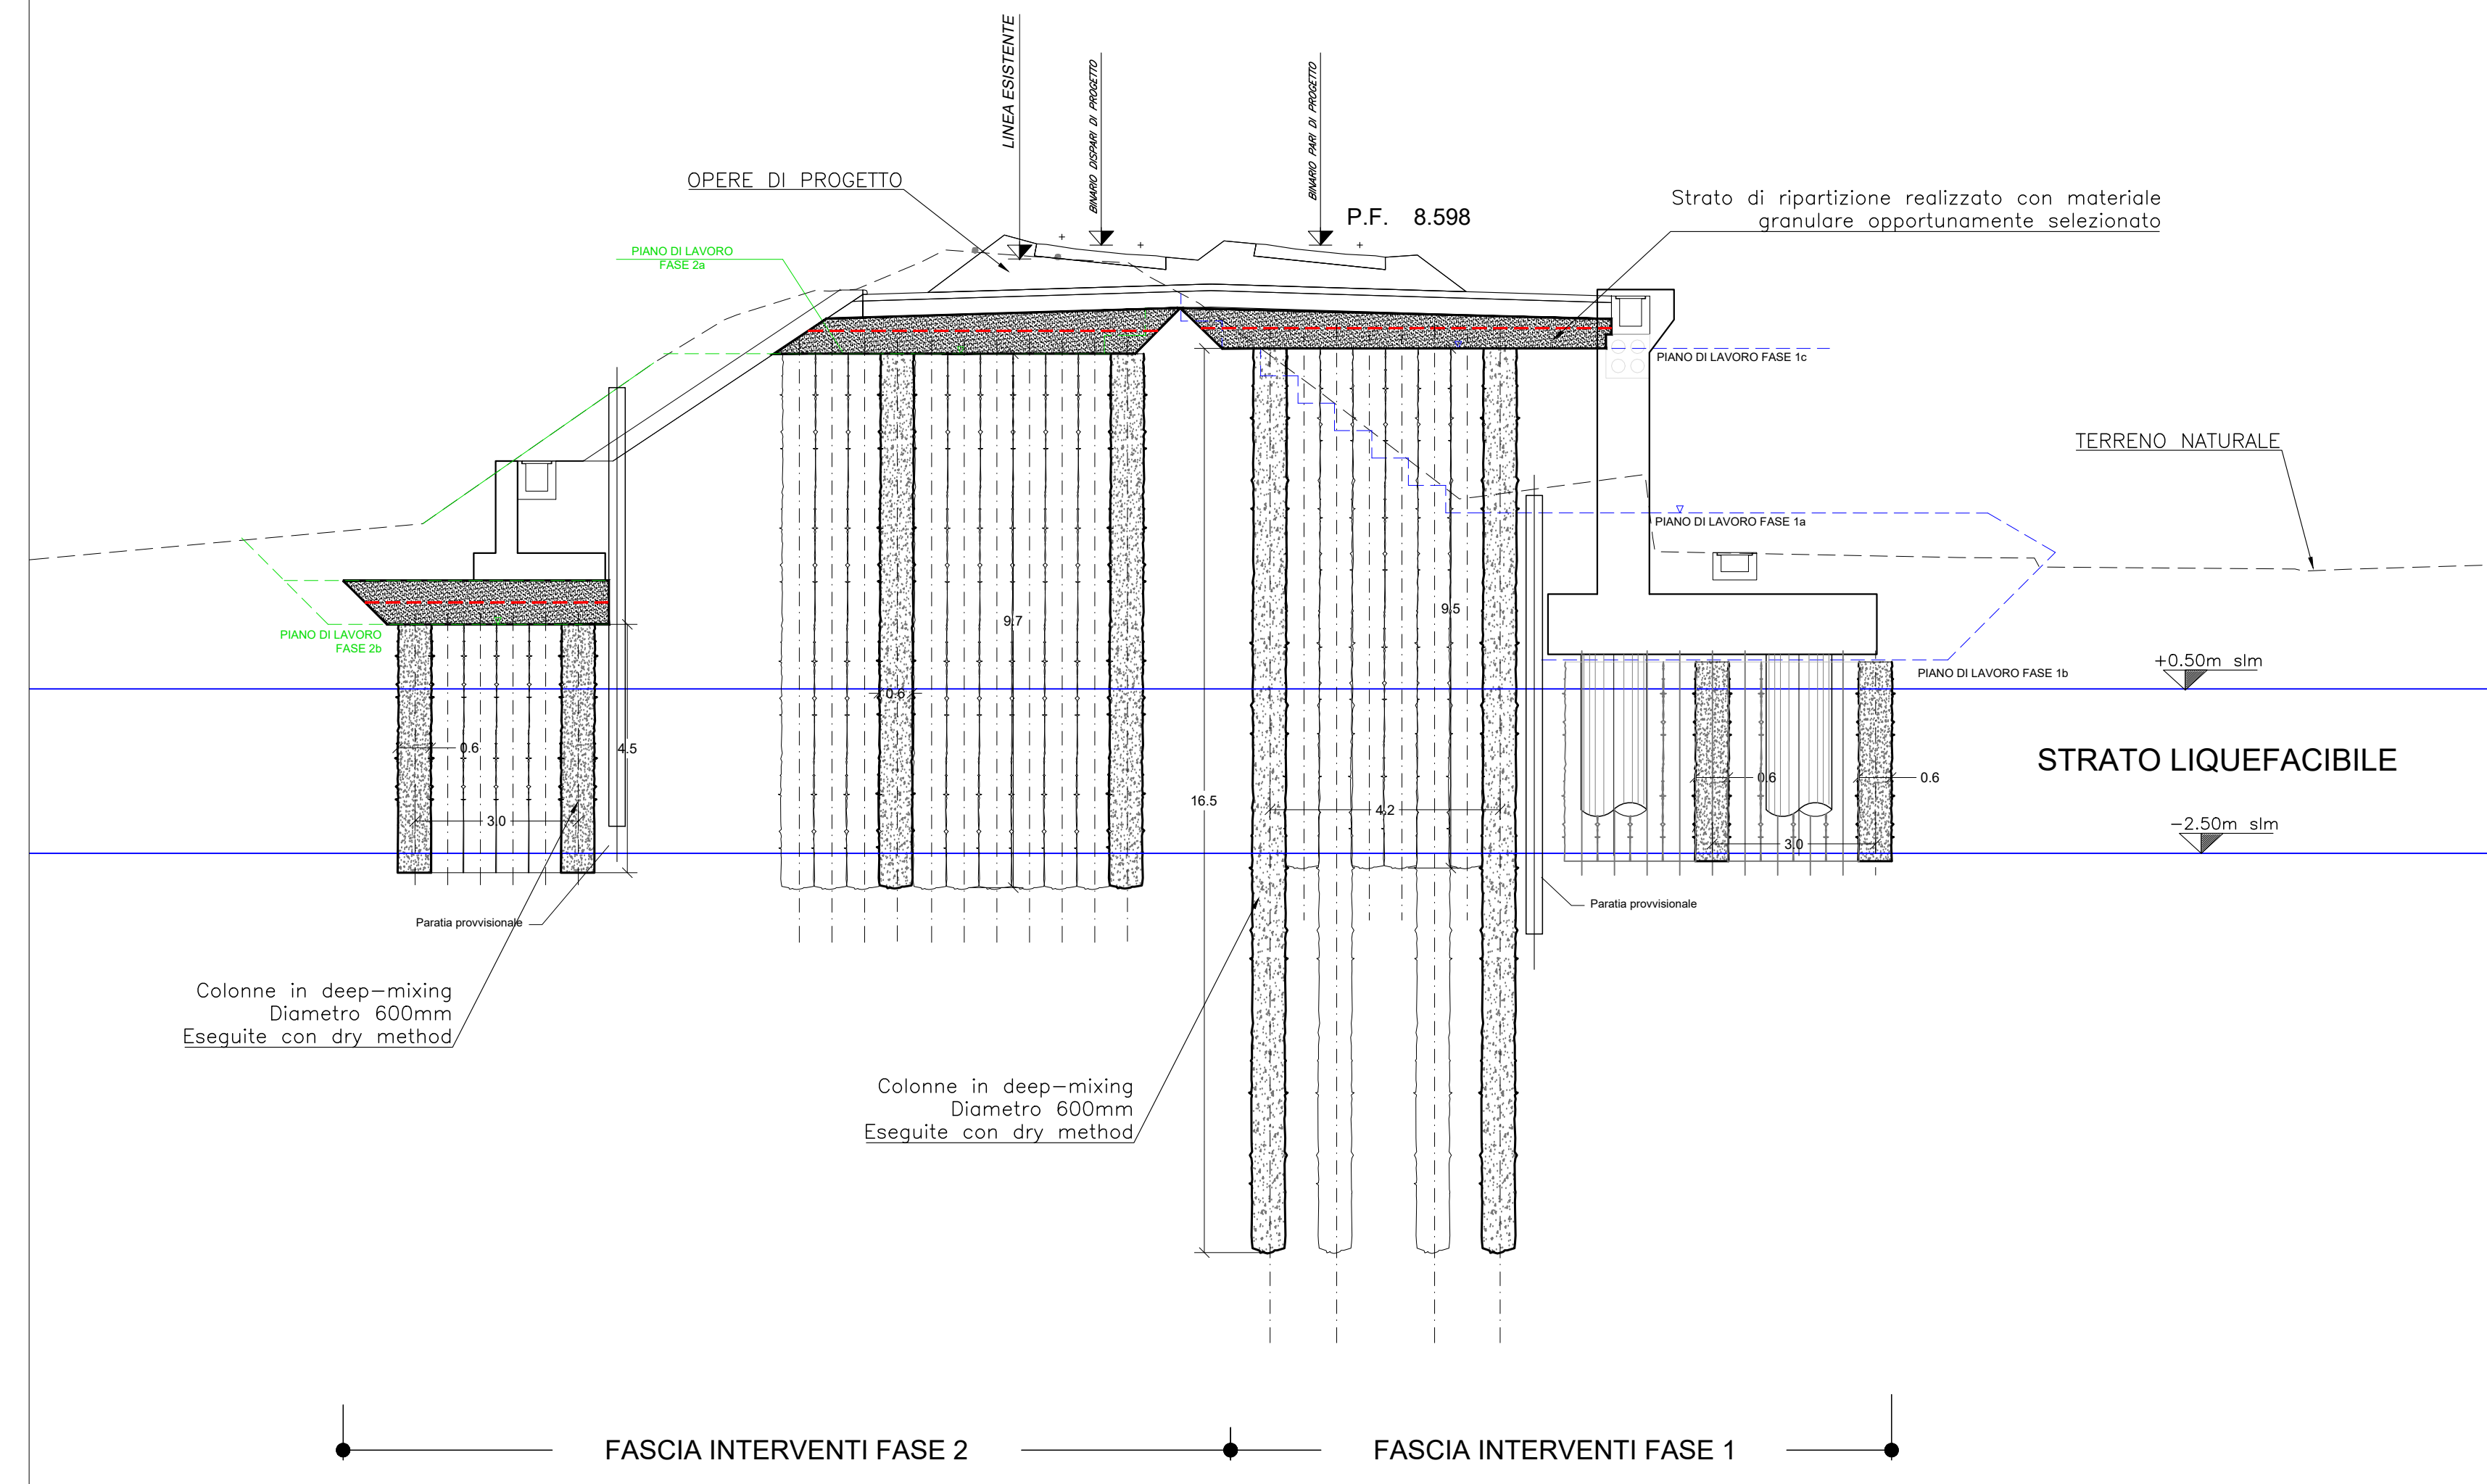 LINEA ESISTENTE
BINARIO DISPARI DI PROGETTO
BINARIO PARI DI PROGETTO
OPERE DI PROGETTO
P.F. 8.598
Strato di ripartizione realizzato con materiale
granulare opportunamente selezionato
PIANO DI LAVORO
FASE 2a
PIANO DI LAVORO FASE 1c
TERRENO NATURALE
PIANO DI LAVORO FASE 1a
PIANO DI LAVORO
FASE 2b
9.7
9.5
+0.50m slm
PIANO DI LAVORO FASE 1b
0.6
0.6
4.5
STRATO LIQUEFACIBILE
0.6
0.6
16.5
4.2
3.0
-2.50m slm
3.0
Paratia provvisionale
Paratia provvisionale
Colonne in deep-mixing
Diametro 600mm
Eseguite con dry method
Colonne in deep-mixing
Diametro 600mm
Eseguite con dry method
FASCIA INTERVENTI FASE 2
FASCIA INTERVENTI FASE 1